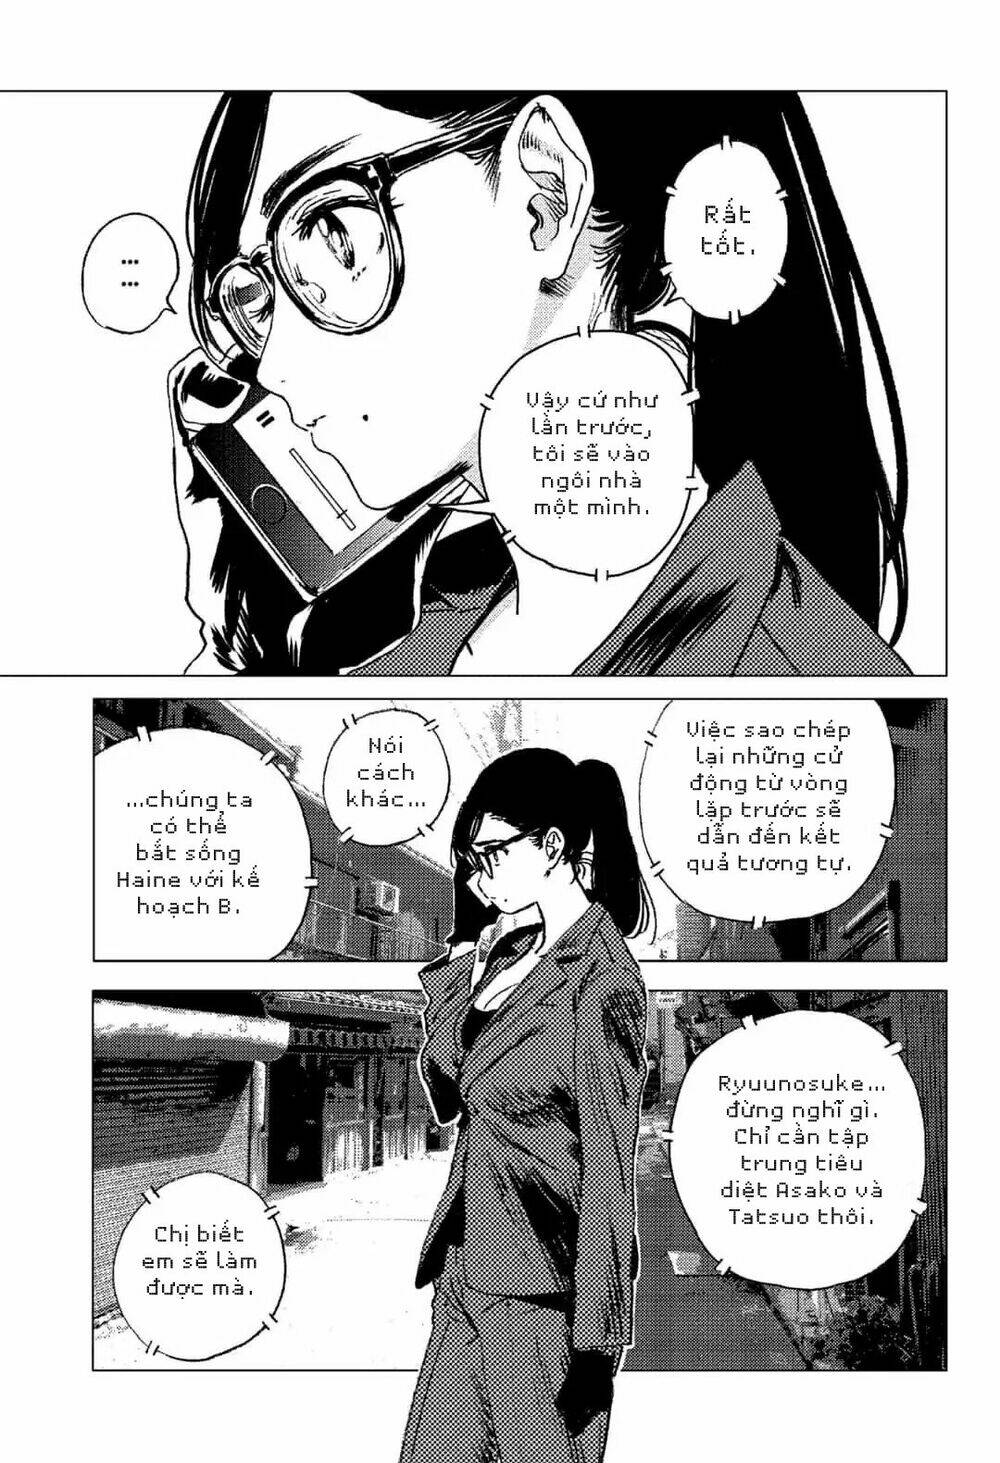 Rất
tốt.
...
...
Vậy cứ như
lần trước,
tôi sẽ vào
ngôi nhà
một mình.
Việc sao chép
lại những cử
động từ vòng
lặp trước sẽ
dẫn đến kết
quả tương tự.
Nói
cách
khác...
...chúng ta
có thể
bắt sống
Haine với kế
hoạch B.
Ryuunosuke...
đừng nghĩ gì.
Chỉ cần tập
trung tiêu
diệt Asako và
Tatsuo thôi.
Chị biết
em sẽ làm
được mà.